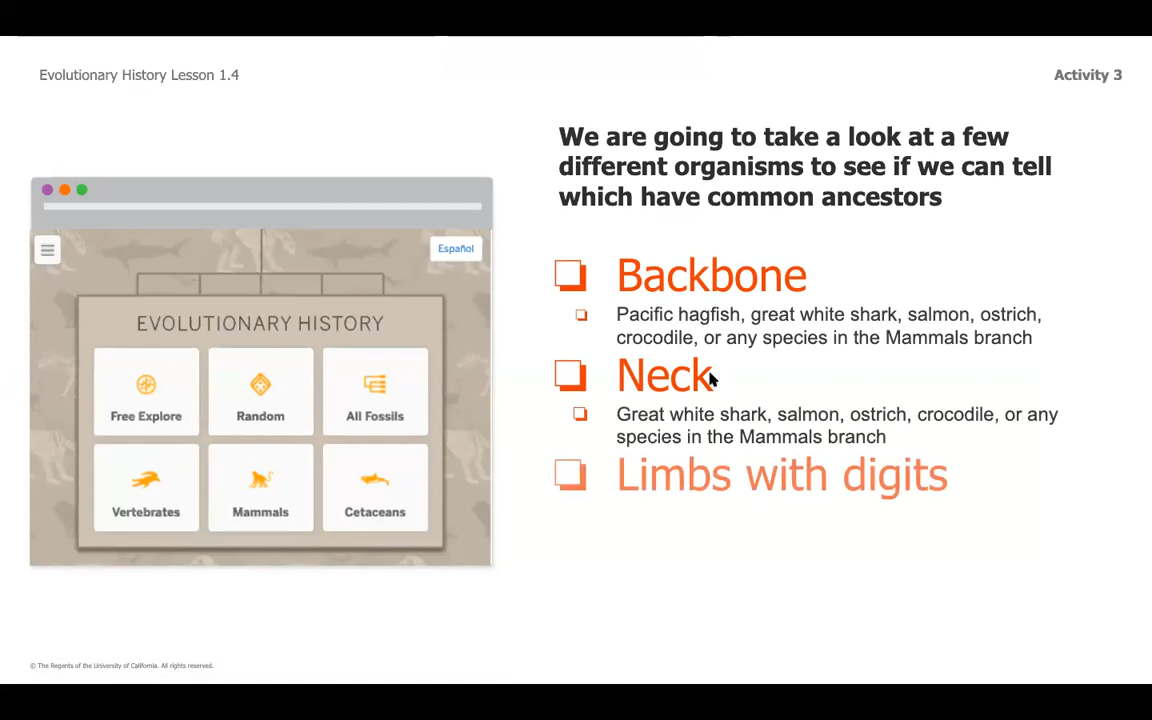 Evolutionary History Lesson 1.4
Activity 3
We are going to take a look at a few
different organisms to see if we can tell
which have common ancestors
Español
EVOLUTIONARY HISTORY
Free Explore
Random
All Fossils
Vertebrates
Mammals
Cetaceans
Backbone
Pacific hagfish, great white shark, salmon, ostrich,
crocodile, or any species in the Mammals branch
Neck
Great white shark, salmon, ostrich, crocodile, or any
species in the Mammals branch
Limbs with digits
© The Regents of the University of California. All rights reserved.